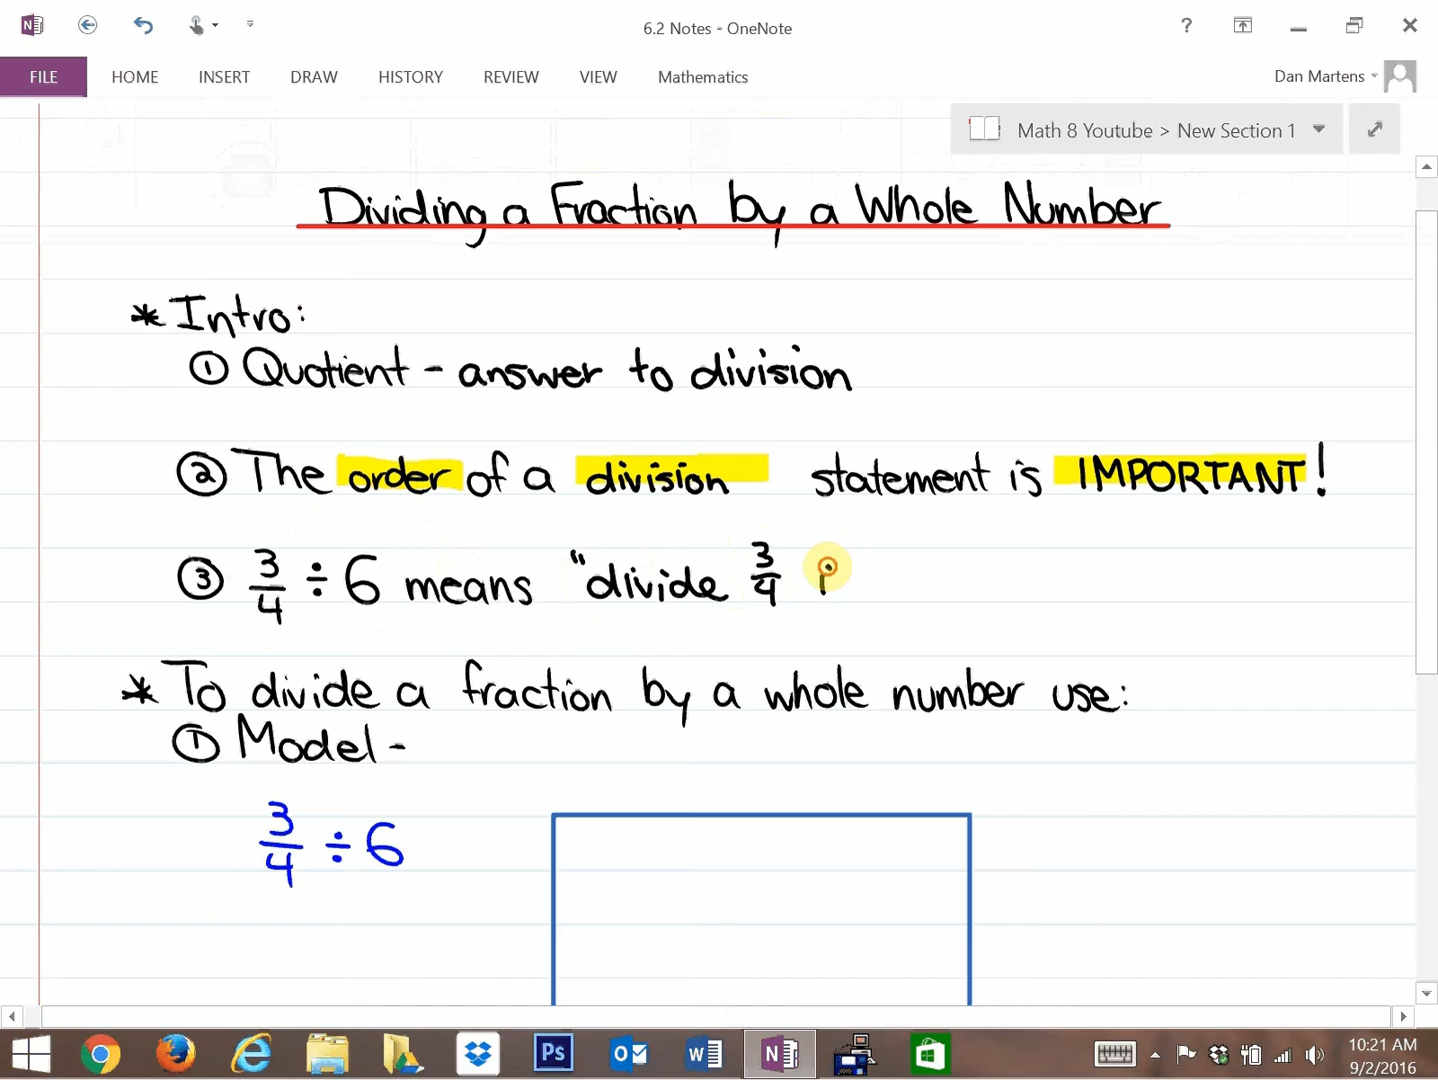 6.2 Notes - OneNote
?
FILE HOME INSERT DRAW HISTORY REVIEW VIEW Mathematics Dan Martens
Math 8 Youtube > New Section 1
Dividing a Fraction by a Whole Number
* Intro:
① Quotient - answer to division
② The order of a division statement is IMPORTANT!
③ 3/4 ÷ 6 means "divide 3/4
* To divide a fraction by a whole number use:
① Model -
3/4 ÷ 6
10:21 AM
9/2/2016